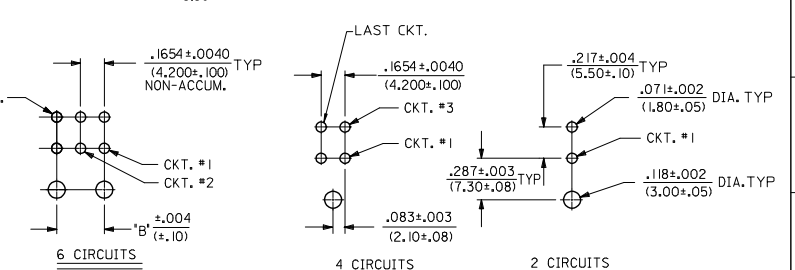 .1654±.0040
(4.200±.100) TYP
NON-ACCUM.
CKT. #1
CKT. #2
"B" ±.004
(±.10)
6 CIRCUITS
LAST CKT.
.1654±.0040
(4.200±.100)
CKT. #3
CKT. #1
.083±.003
(2.10±.08)
4 CIRCUITS
.217±.004
(5.50±.10) TYP
.071±.002
(1.80±.05) DIA. TYP
CKT. #1
.287±.003
(7.30±.08) TYP
.118±.002
(3.00±.05) DIA. TYP
2 CIRCUITS